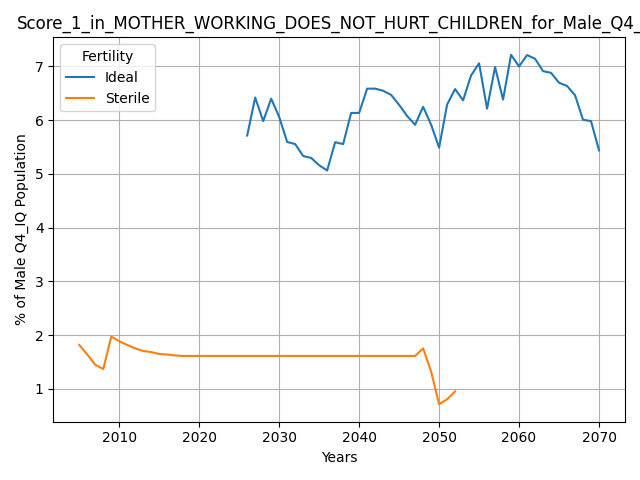 Score_1_in_MOTHER_WORKING_DOES_NOT_HURT_CHILDREN_for_Male_Q4_
Fertility
Ideal
Sterile
% of Male Q4_IQ Population
7
6
5
4
3
2
1
2010 2020 2030 2040 2050 2060 2070
Years